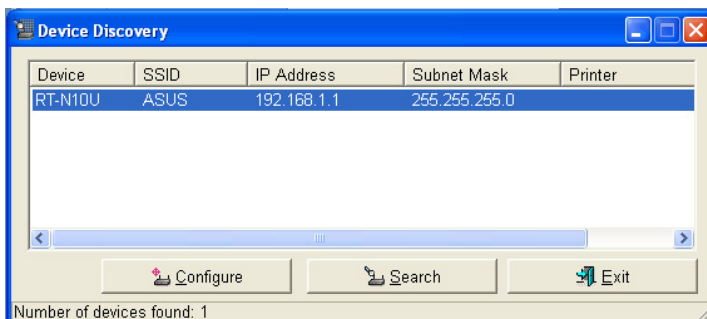 Device Discovery
Device SSID IP Address Subnet Mask Printer
RT-N10U ASUS 192.168.1.1 255.255.255.0
Configure Search Exit
Number of devices found: 1